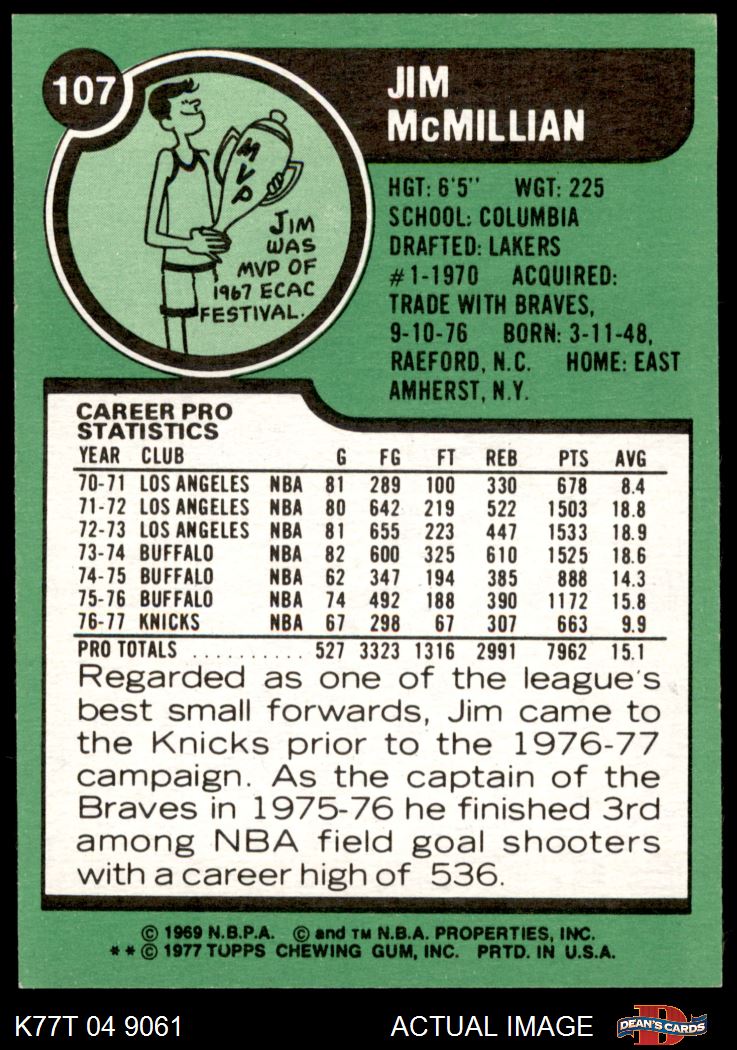 107
JIM
McMILLIAN
MVP
JIM
WAS
MVP OF
1967 ECAC
FESTIVAL.
HGT: 6'5" WGT: 225
SCHOOL: COLUMBIA
DRAFTED: LAKERS
#1-1970 ACQUIRED:
TRADE WITH BRAVES,
9-10-76 BORN: 3-11-48,
RAEFORD, N.C. HOME: EAST
AMHERST, N.Y.
CAREER PRO
STATISTICS
YEAR CLUB G FG FT REB PTS AVG
70-71 LOS ANGELES NBA 81 289 100 330 678 8.4
71-72 LOS ANGELES NBA 80 642 219 522 1503 18.8
72-73 LOS ANGELES NBA 81 655 223 447 1533 18.9
73-74 BUFFALO NBA 82 600 325 610 1525 18.6
74-75 BUFFALO NBA 62 347 194 385 888 14.3
75-76 BUFFALO NBA 74 492 188 390 1172 15.8
76-77 KNICKS NBA 67 298 67 307 663 9.9
PRO TOTALS .......... 527 3323 1316 2991 7962 15.1
Regarded as one of the league's
best small forwards, Jim came to
the Knicks prior to the 1976-77
campaign. As the captain of the
Braves in 1975-76 he finished 3rd
among NBA field goal shooters
with a career high of 536.
© 1969 N.B.P.A. © and TM N.B.A. PROPERTIES, INC.
**© 1977 TOPPS CHEWING GUM, INC. PRTD. IN U.S.A.
K77T 04 9061 ACTUAL IMAGE D DEAN'S CARDS